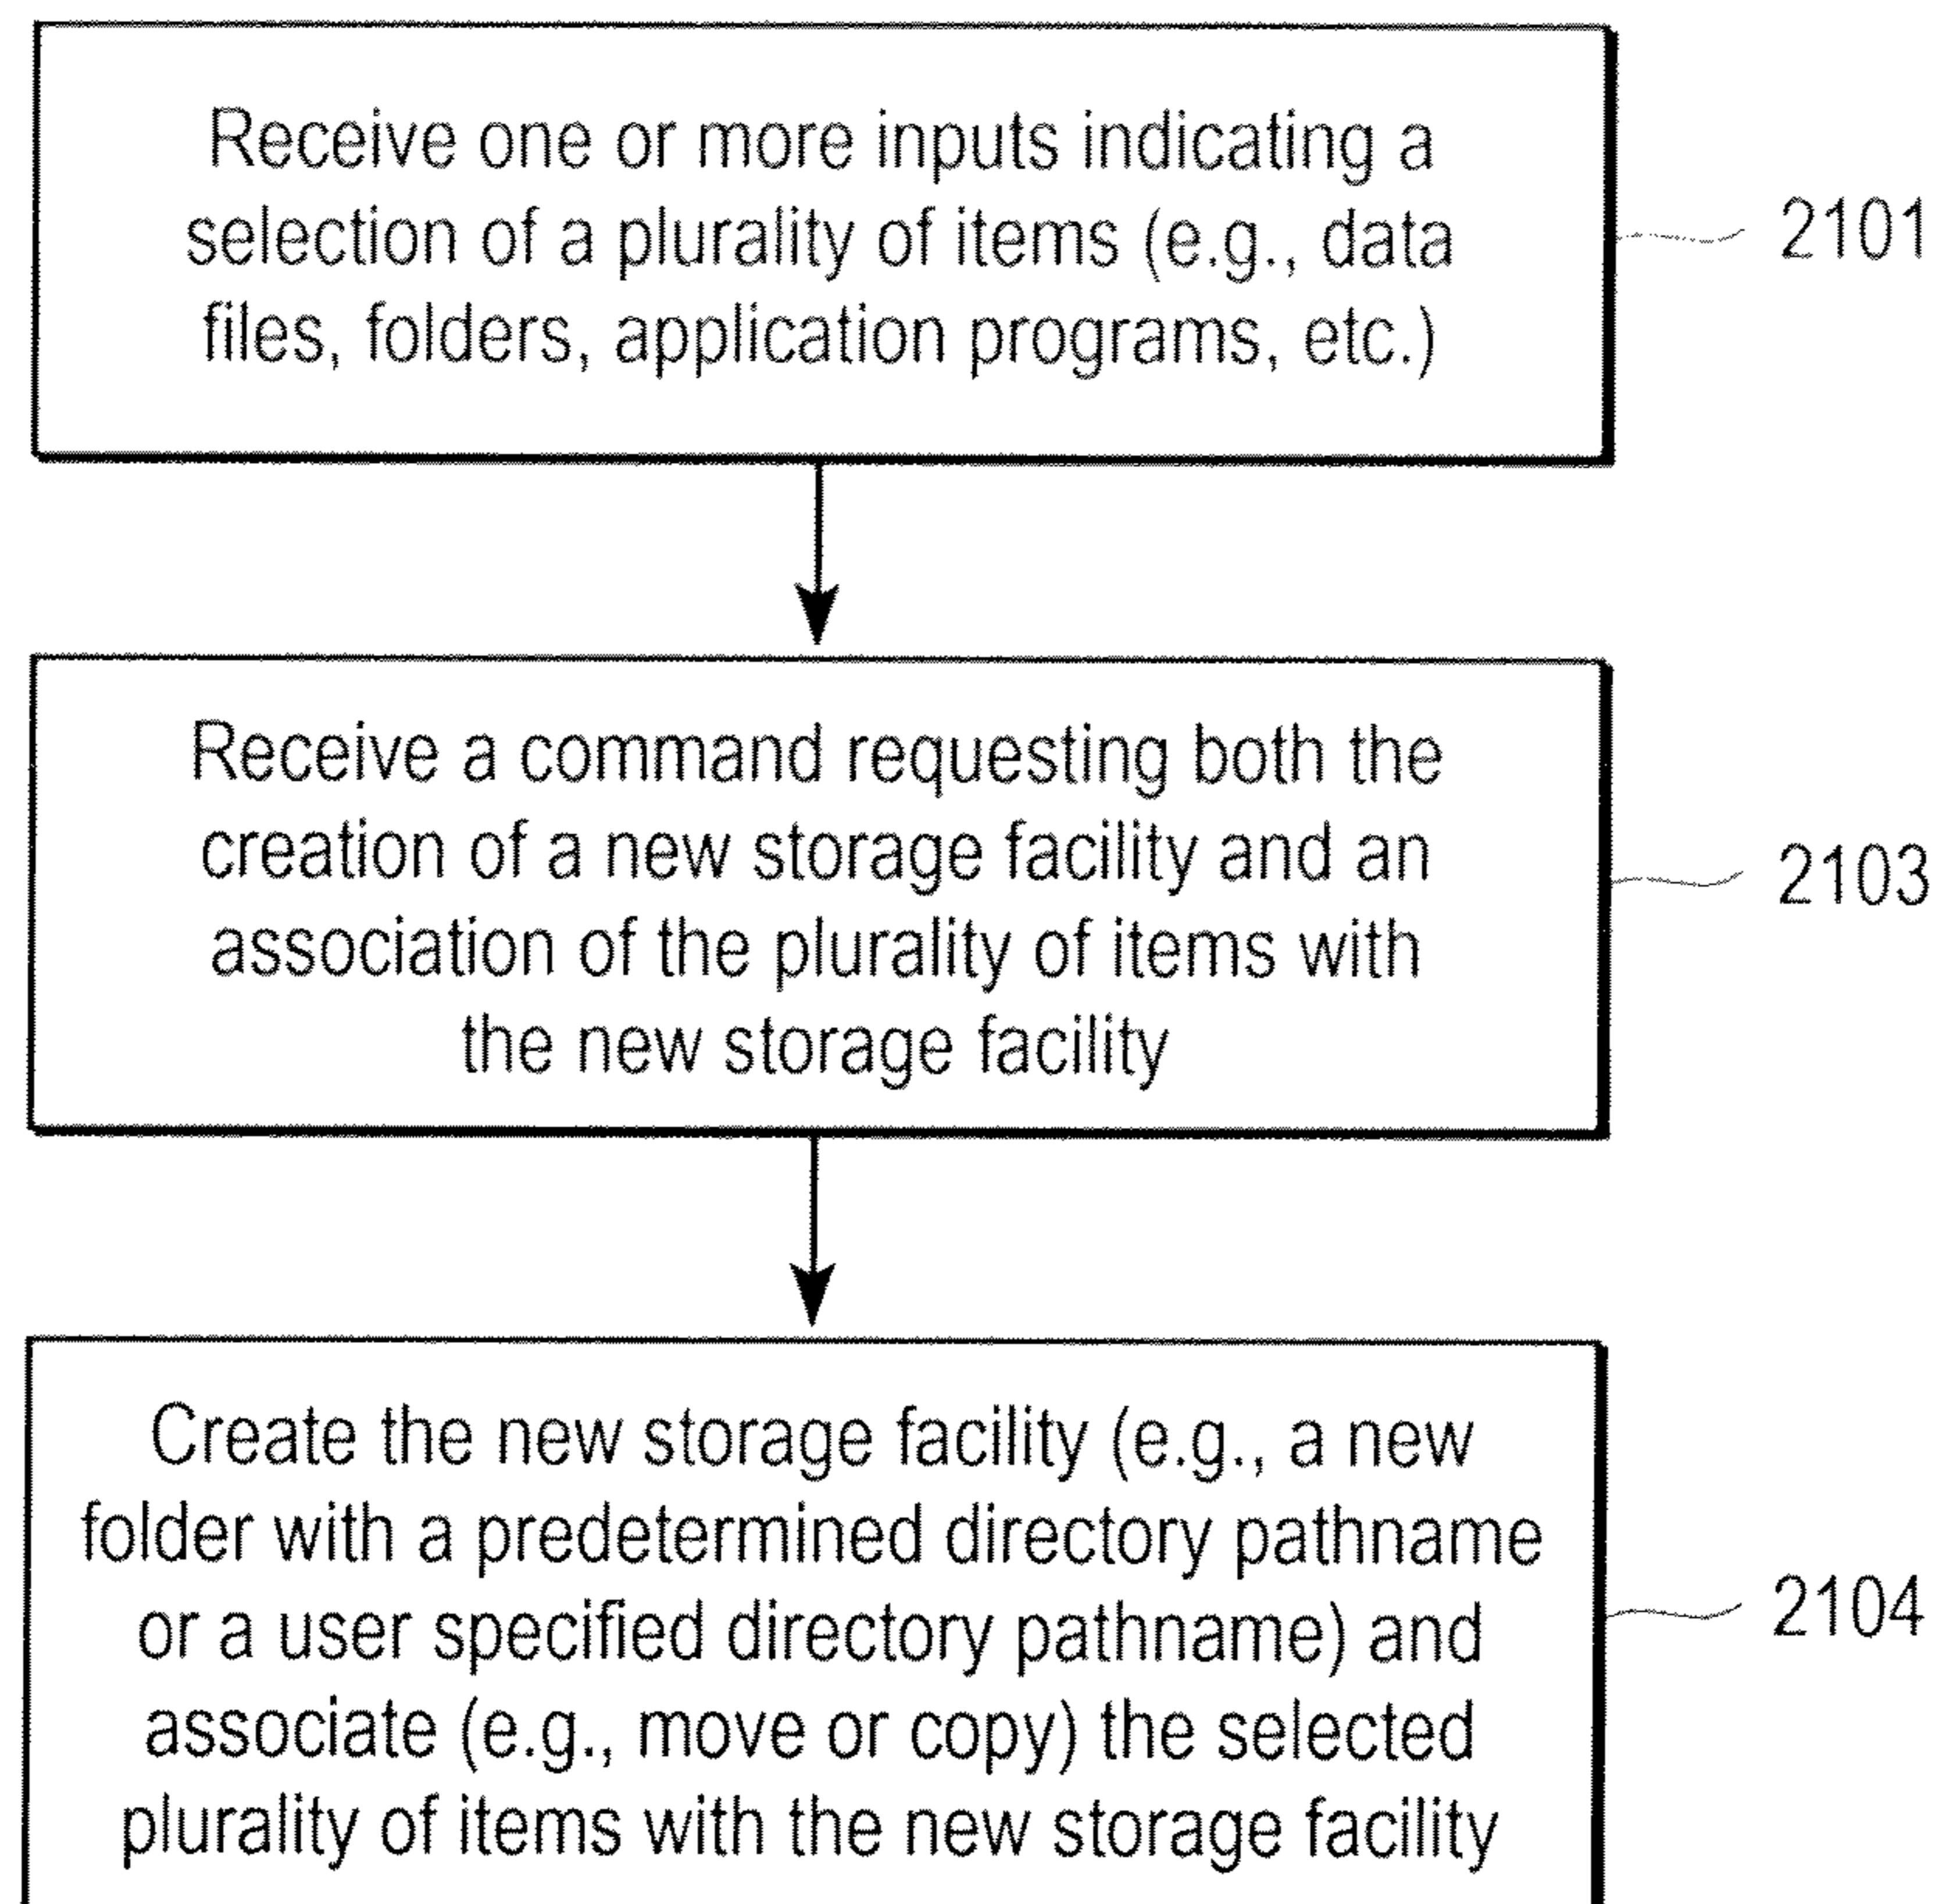 Receive one or more inputs indicating a
selection of a plurality of items (e.g., data
files, folders, application programs, etc.)
2101
Receive a command requesting both the
creation of a new storage facility and an
association of the plurality of items with
the new storage facility
2103
Create the new storage facility (e.g., a new
folder with a predetermined directory pathname
or a user specified directory pathname) and
associate (e.g., move or copy) the selected
plurality of items with the new storage facility
2104